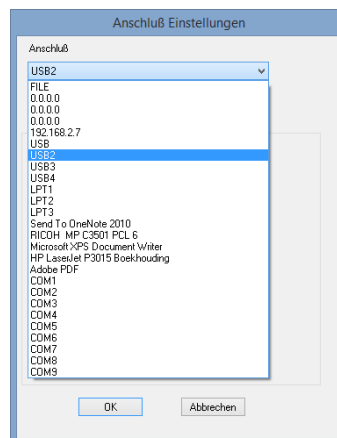 Anschluß Einstellungen
Anschluß
USB2
FILE
0.0.0.0
0.0.0.0
0.0.0.0
192.168.2.7
USB
USB2
USB3
USB4
LPT1
LPT2
LPT3
Send To OneNote 2010
RICOH MP C3501 PCL 6
Microsoft XPS Document Writer
HP LaserJet P3015 Boekhouding
Adobe PDF
COM1
COM2
COM3
COM4
COM5
COM6
COM7
COM8
COM9
OK Abbrechen